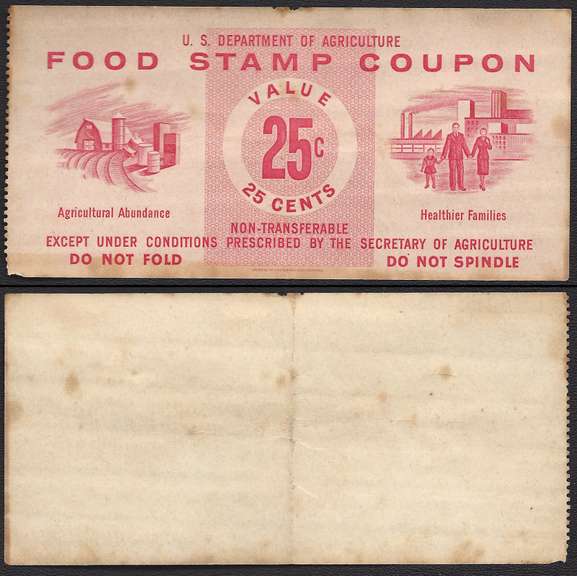 U. S. DEPARTMENT OF AGRICULTURE
FOOD STAMP COUPON
VALUE
25c
25 CENTS
Agricultural Abundance
Healthier Families
NON-TRANSFERABLE
EXCEPT UNDER CONDITIONS PRESCRIBED BY THE SECRETARY OF AGRICULTURE
DO NOT FOLD
DO NOT SPINDLE